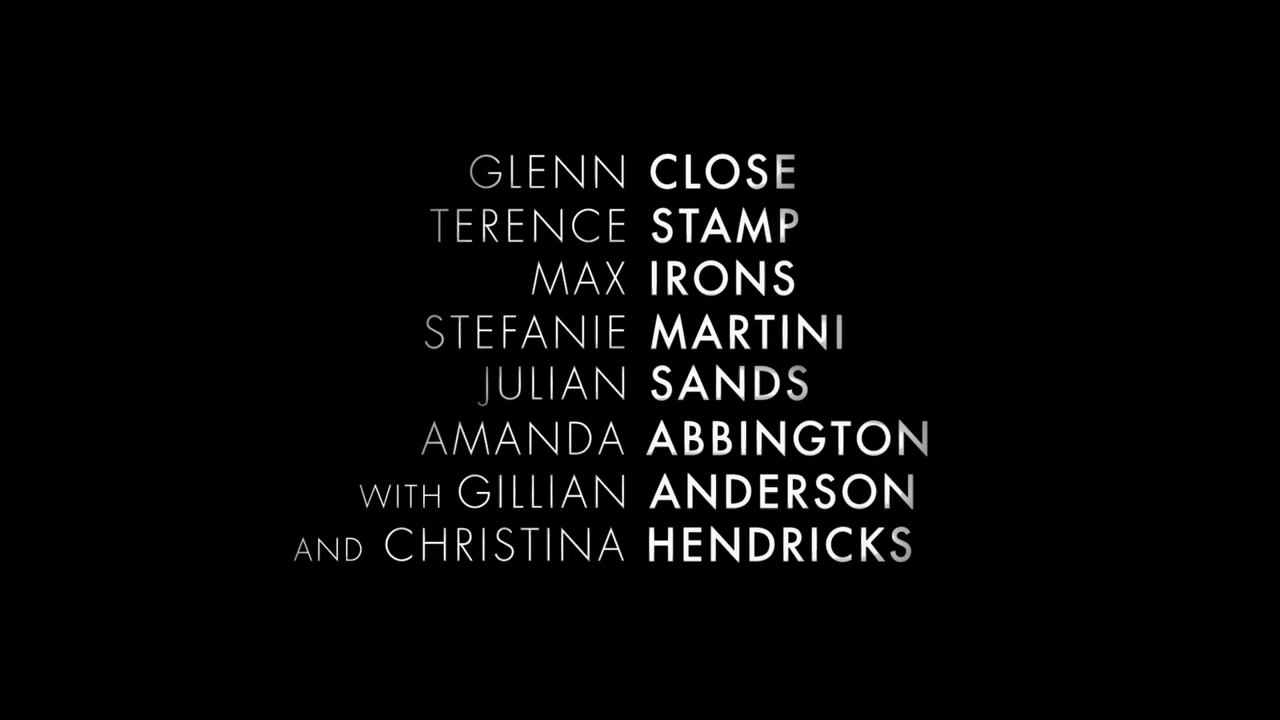 GLENN CLOSE
TERENCE STAMP
MAX IRONS
STEFANIE MARTINI
JULIAN SANDS
AMANDA ABBINGTON
WITH GILLIAN ANDERSON
AND CHRISTINA HENDRICKS